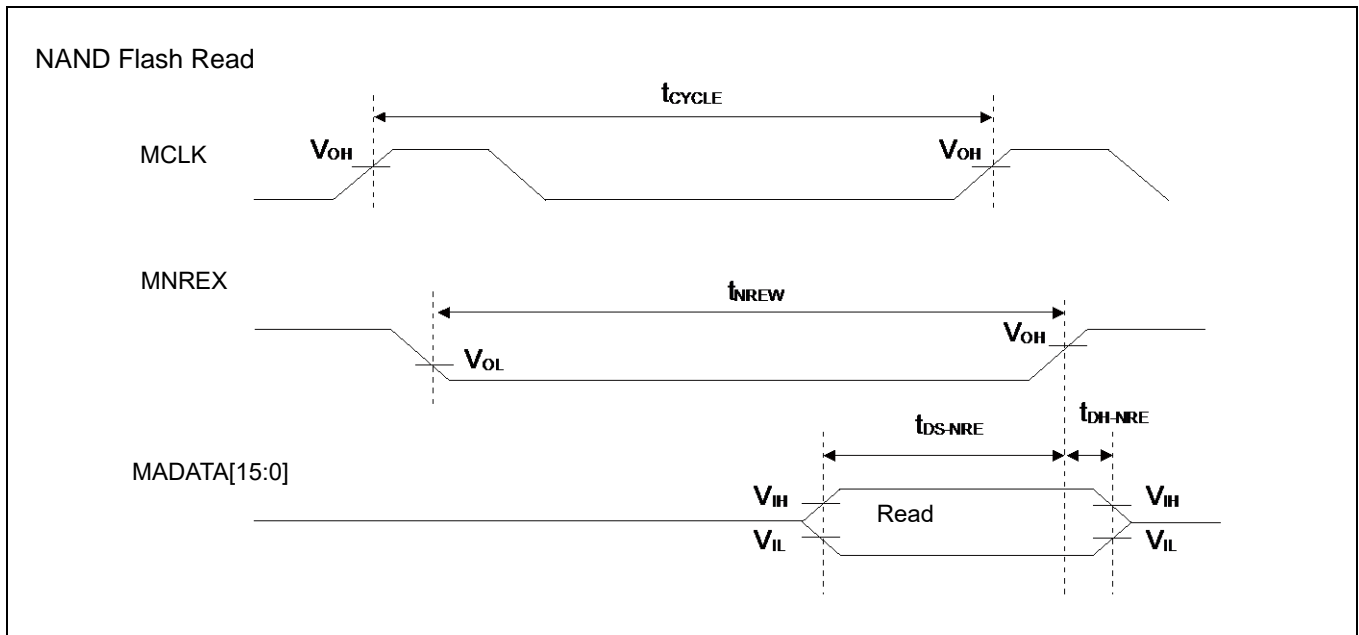 NAND Flash Read
tCYCLE
MCLK
VOH
VOH
MNREX
tNREW
VOH
VOL
tDS-NRE
tDH-NRE
MADATA[15:0]
VIH
Read
VIH
VIL
VIL